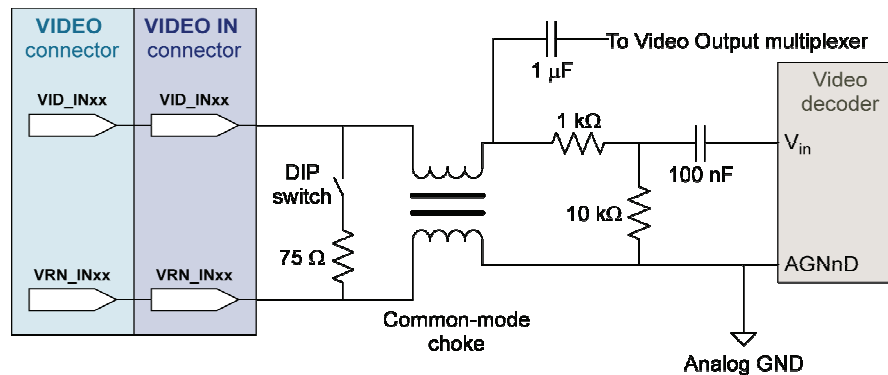 VIDEO
connector
VIDEO IN
connector
To Video Output multiplexer
1 μF
Video
decoder
VID_INxx
VID_INxx
1 kΩ
Vin
100 nF
DIP
switch
10 kΩ
75 Ω
VRN_INxx
VRN_INxx
AGNnD
Common-mode
choke
Analog GND